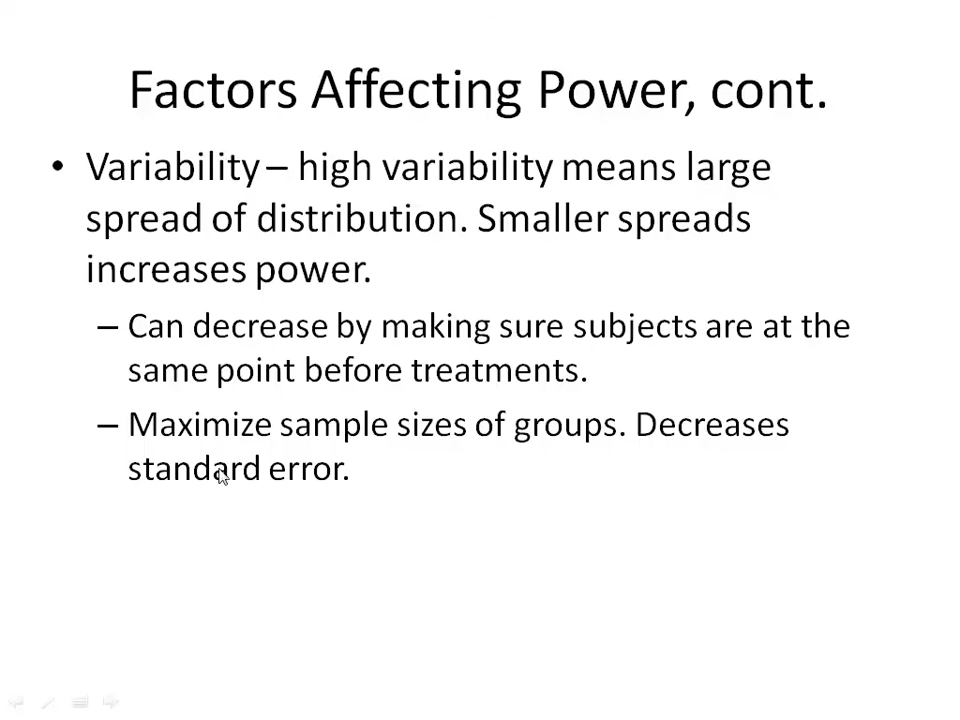 Factors Affecting Power, cont.
• Variability – high variability means large
spread of distribution. Smaller spreads
increases power.
– Can decrease by making sure subjects are at the
same point before treatments.
– Maximize sample sizes of groups. Decreases
standard error.